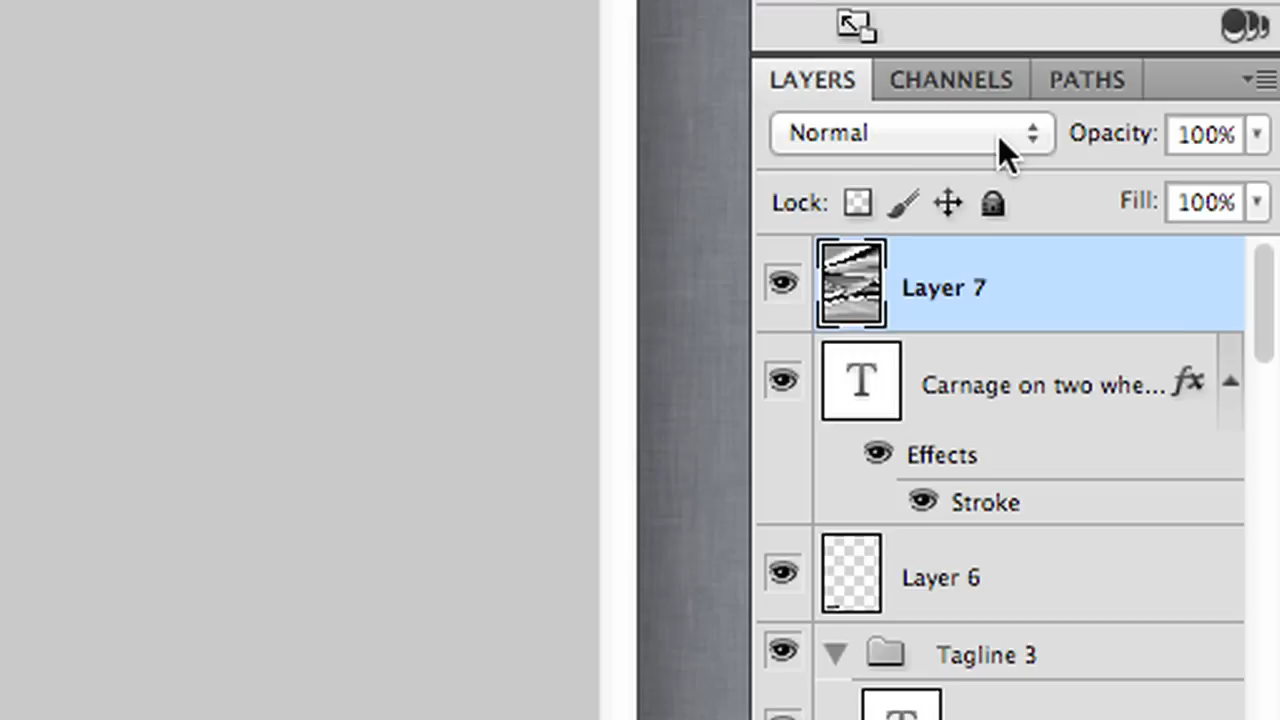 LAYERS CHANNELS PATHS
Normal Opacity: 100%
Lock: Fill: 100%
Layer 7
T Carnage on two whe... fx
Effects
Stroke
Layer 6
Tagline 3
T